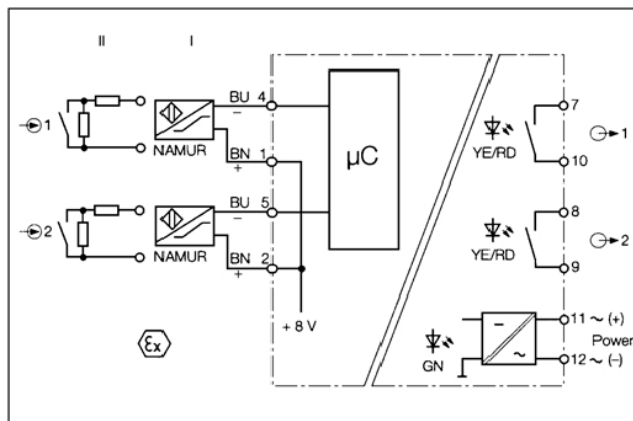 II I
BU 4
−
1
NAMUR
BN 1
+
µC
YE/RD
7
10
1
BU 5
−
2
NAMUR
BN 2
+
YE/RD
8
9
2
+ 8 V
Ex
GN
− ~
11 ~ (+)
Power
12 ~ (−)